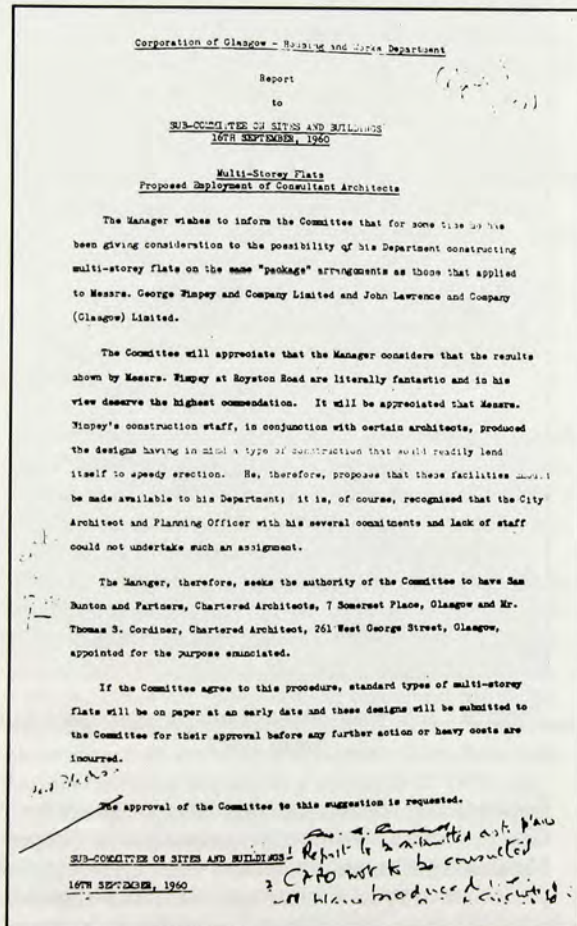 Corporation of Glasgow - Housing and Works Department
Report
to
SUB-COMMITTEE ON SITES AND BUILDINGS
16TH SEPTEMBER, 1960
Multi-Storey Flats
Proposed Employment of Consultant Architects
The Manager wishes to inform the Committee that for some time he has
been giving consideration to the possibility of his Department constructing
multi-storey flats on the same "package" arrangements as those that applied
to Messrs. George Wimpey and Company Limited and John Lawrence and Company
(Glasgow) Limited.
The Committee will appreciate that the Manager considers that the results
shown by Messrs. Wimpey at Royston Road are literally fantastic and in his
view deserve the highest commendation. It will be appreciated that Messrs.
Wimpey's construction staff, in conjunction with certain architects, produced
the designs having in mind a type of construction that would readily lend
itself to speedy erection. He, therefore, proposes that these facilities should
be made available to his Department; it is, of course, recognised that the City
Architect and Planning Officer with his several commitments and lack of staff
could not undertake such an assignment.
The Manager, therefore, seeks the authority of the Committee to have Sam
Bunton and Partners, Chartered Architects, 7 Somerset Place, Glasgow and Mr.
Thomas S. Cordiner, Chartered Architect, 261 West George Street, Glasgow,
appointed for the purpose enunciated.
If the Committee agree to this procedure, standard types of multi-storey
flats will be on paper at an early date and these designs will be submitted to
the Committee for their approval before any further action or heavy costs are
incurred.
The approval of the Committee to this suggestion is requested.
SUB-COMMITTEE ON SITES AND BUILDINGS
16TH SEPTEMBER, 1960
Report to be submitted plans
CAPO not to be consulted
plans produced